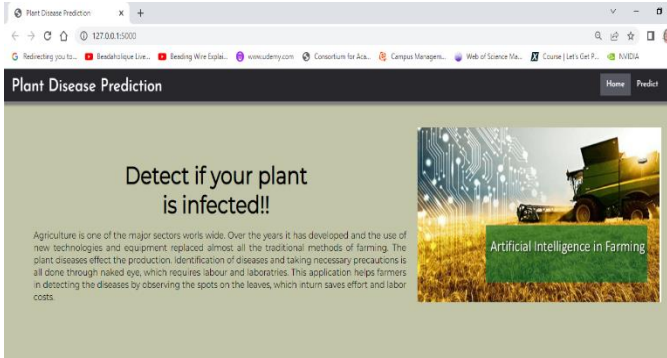 Plant Disease Prediction
127.0.0.1:5000
Redirecting you to...
Beadaholique Live...
Beading Wire Explai...
www.udemy.com
Consortium for Aca...
Campus Managem...
Web of Science Ma...
Course | Let's Get P...
NVIDIA
Plant Disease Prediction
Home
Predict
Detect if your plant
is infected!!
Agriculture is one of the major sectors worls wide. Over the years it has developed and the use of
new technologies and equipment replaced almost all the traditional methods of farming. The
plant diseases effect the production. Identification of diseases and taking necessary precautions is
all done through naked eye, which requires labour and laboratries. This application helps farmers
in detecting the diseases by observing the spots on the leaves, which inturn saves effort and labor
costs.
Artificial Intelligence in Farming